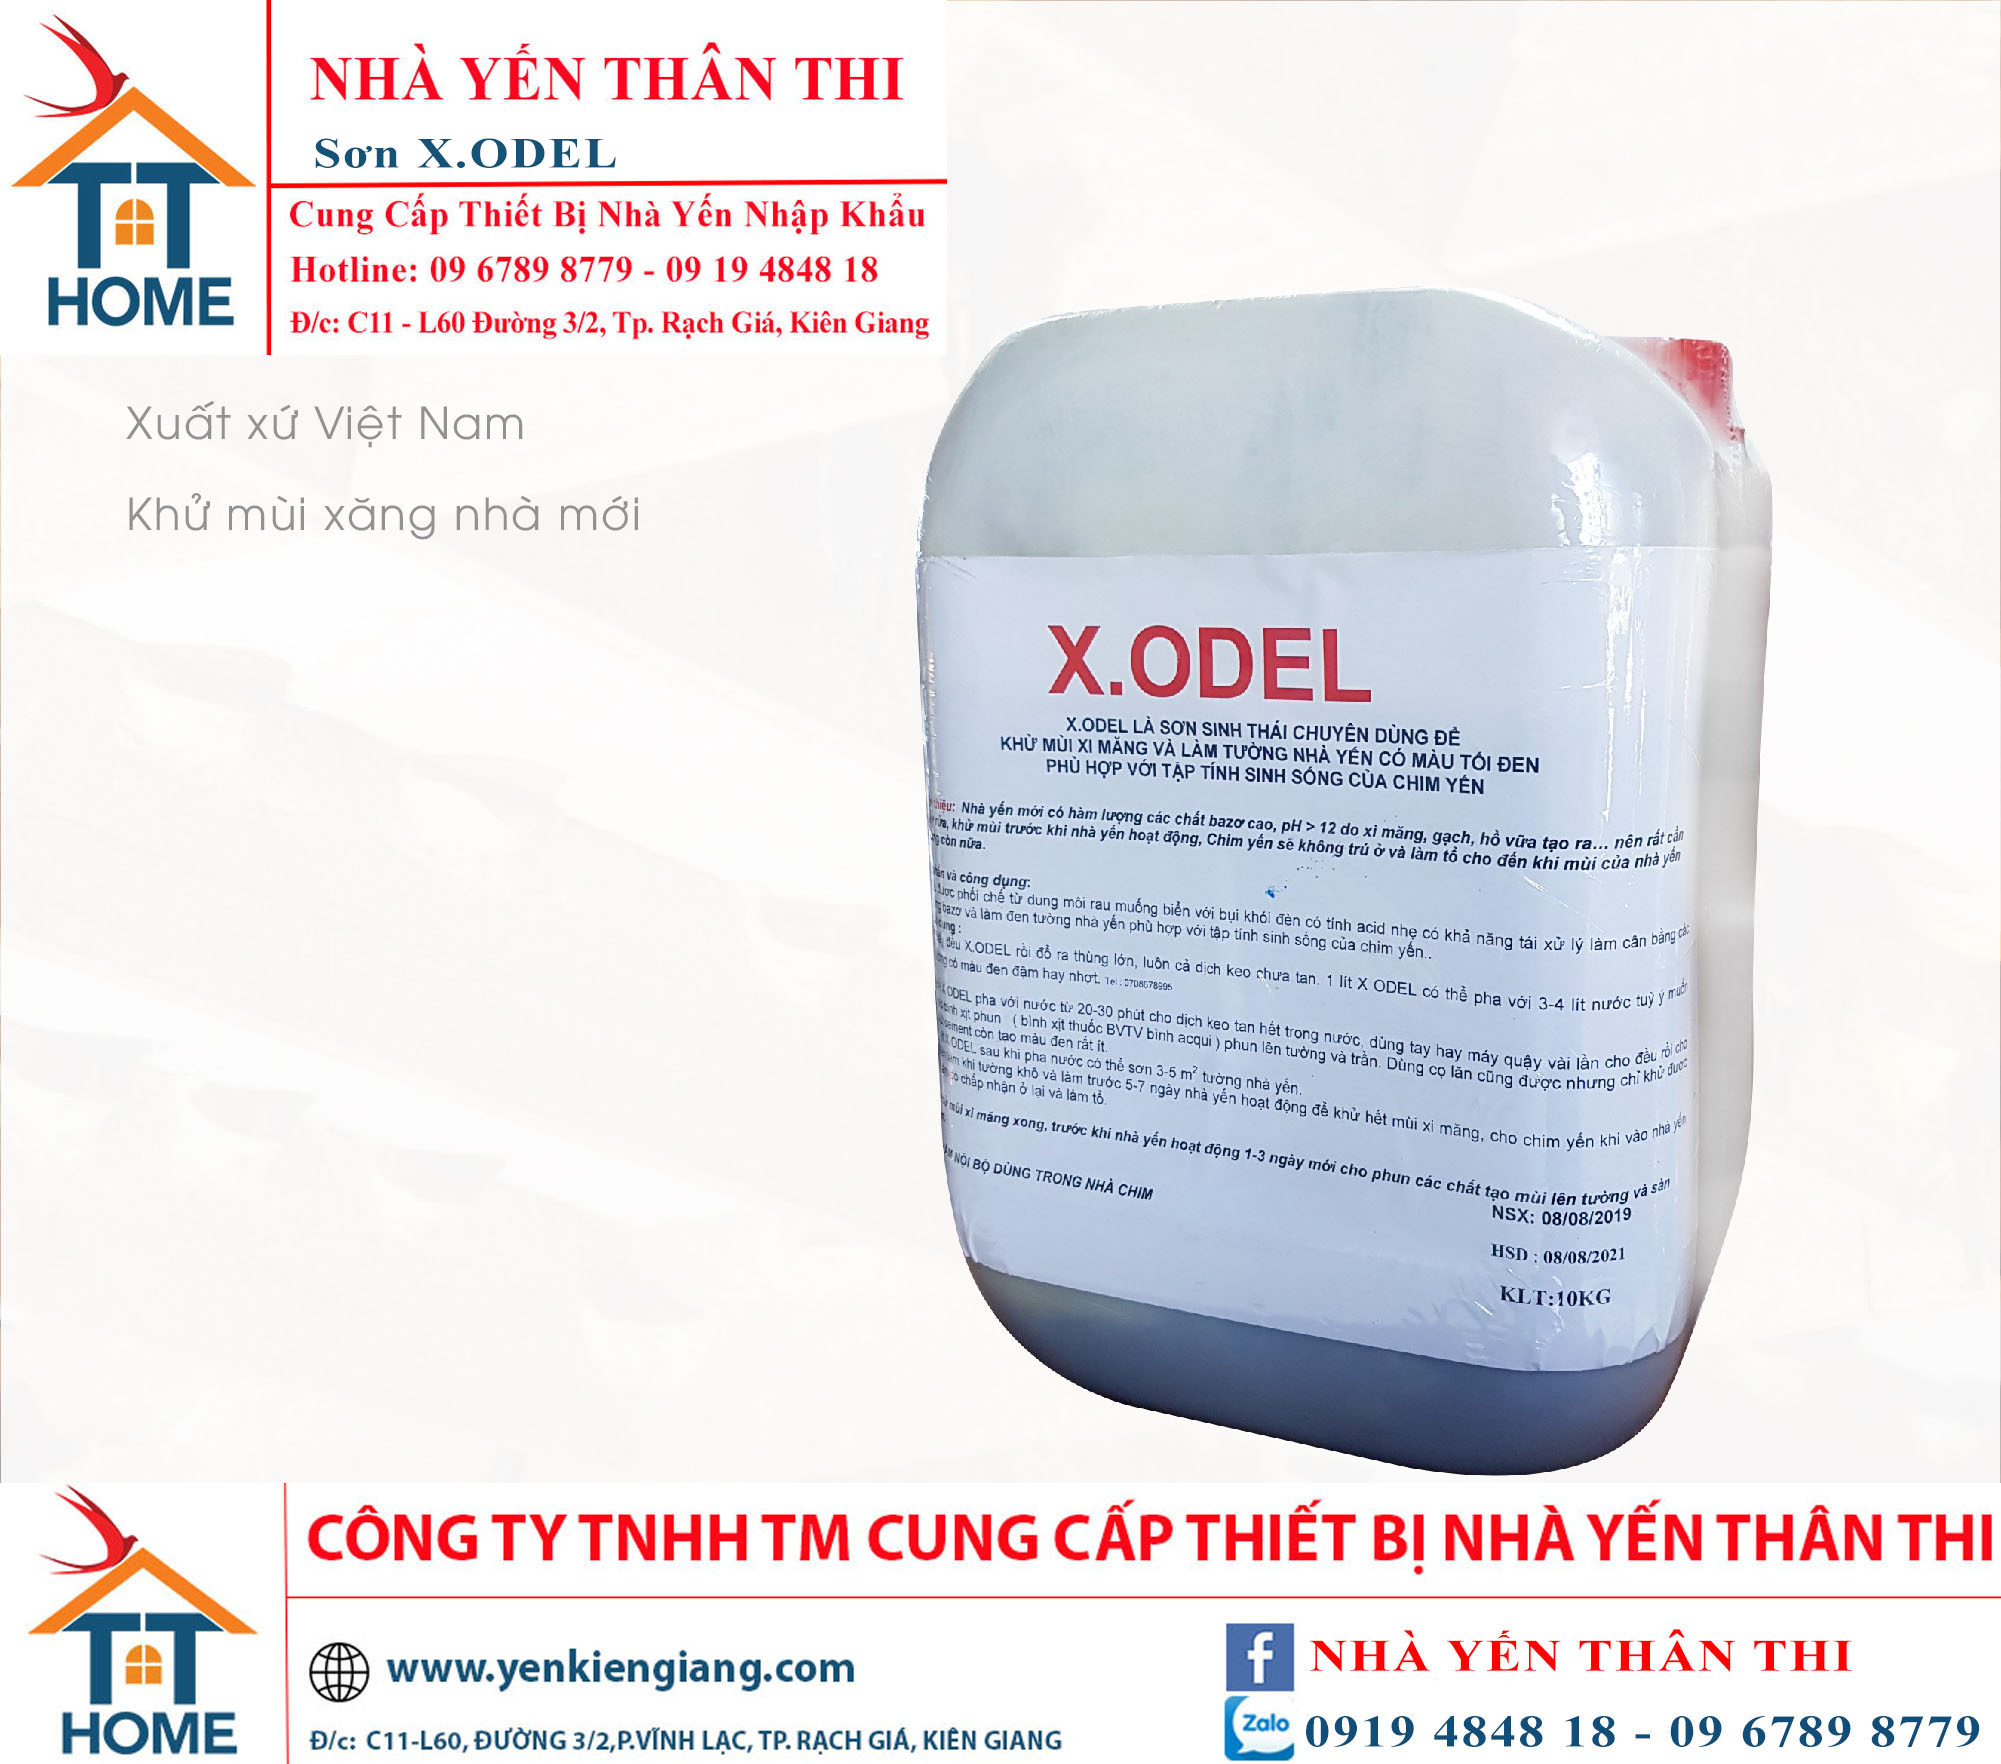 NHÀ YẾN THÂN THI
Sơn X.ODEL
Cung Cấp Thiết Bị Nhà Yến Nhập Khẩu
Hotline: 09 6789 8779 - 09 19 4848 18
Đ/c: C11 - L60 Đường 3/2, Tp. Rạch Giá, Kiên Giang
TT
HOME
Xuất xứ Việt Nam
Khử mùi xăng nhà mới
X.ODEL
X.ODEL LÀ SƠN SINH THÁI CHUYÊN DÙNG ĐỂ
KHỬ MÙI XI MĂNG VÀ LÀM TƯỜNG NHÀ YẾN CÓ MÀU TỐI ĐEN
PHÙ HỢP VỚI TẬP TÍNH SINH SỐNG CỦA CHIM YẾN
thiệu: Nhà yến mới có hàm lượng các chất bazơ cao, pH > 12 do xi măng, gạch, hồ vữa tạo ra... nên rất cần
rửa, khử mùi trước khi nhà yến hoạt động, Chim yến sẽ không trú ở và làm tổ cho đến khi mùi của nhà yến
còn nữa.
và công dụng:
được phối chế từ dung môi rau muống biển với bụi khói đèn có tính acid nhẹ có khả năng tái xử lý làm cân bằng các
bazơ và làm đen tường nhà yến phù hợp với tập tính sinh sống của chim yến..
dụng :
đều X.ODEL rồi đổ ra thùng lớn, luôn cả dịch keo chưa tan. 1 lít X ODEL có thể pha với 3-4 lít nước tuỳ ý muốn
có màu đen đậm hay nhợt. Tel : 0708678995
X ODEL pha với nước từ 20-30 phút cho dịch keo tan hết trong nước, dùng tay hay máy quậy vài lần cho đều rồi cho
bình xịt phun ( bình xịt thuốc BVTV bình acqui ) phun lên tường và trần. Dùng cọ lăn cũng được nhưng chỉ khử được
cement còn tạo màu đen rất ít.
X ODEL sau khi pha nước có thể sơn 3-5 m² tường nhà yến.
khi tường khô và làm trước 5-7 ngày nhà yến hoạt động để khử hết mùi xi măng, cho chim yến khi vào nhà yến
chấp nhận ở lại và làm tổ.
mùi xi măng xong, trước khi nhà yến hoạt động 1-3 ngày mới cho phun các chất tạo mùi lên tường và sàn
NỘI BỘ DÙNG TRONG NHÀ CHIM
NSX: 08/08/2019
HSD : 08/08/2021
KLT:10KG
CÔNG TY TNHH TM CUNG CẤP THIẾT BỊ NHÀ YẾN THÂN THI
TT
HOME
www.yenkiengiang.com
Đ/c: C11-L60, ĐƯỜNG 3/2,P.VĨNH LẠC, TP. RẠCH GIÁ, KIÊN GIANG
f NHÀ YẾN THÂN THI
Zalo 0919 4848 18 - 09 6789 8779